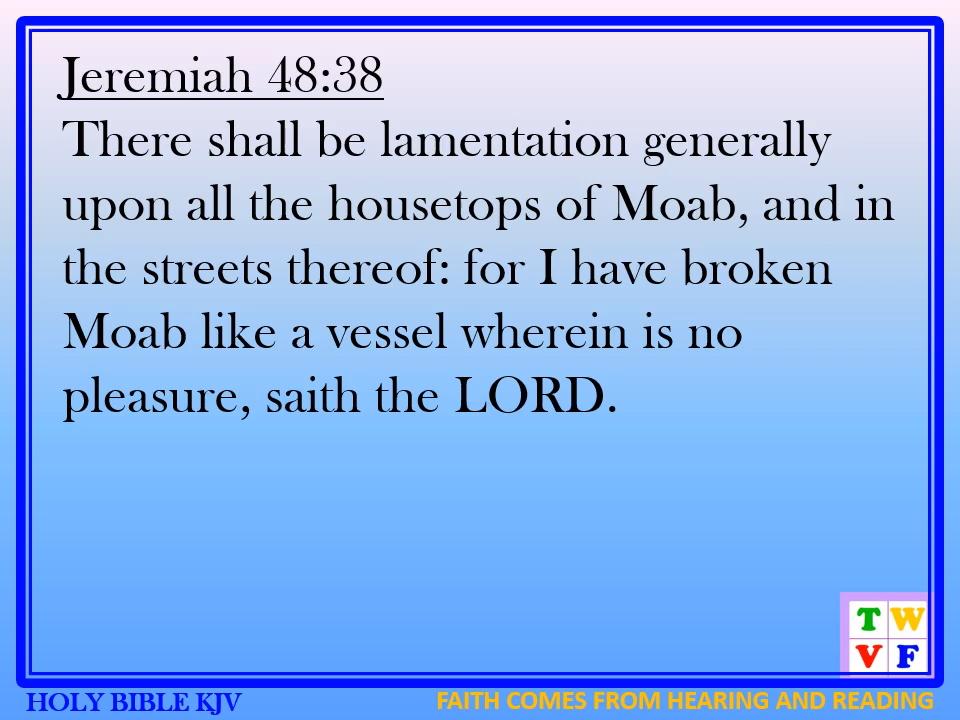 Jeremiah 48:38
There shall be lamentation generally
upon all the housetops of Moab, and in
the streets thereof: for I have broken
Moab like a vessel wherein is no
pleasure, saith the LORD.
T W
V F
HOLY BIBLE KJV
FAITH COMES FROM HEARING AND READING